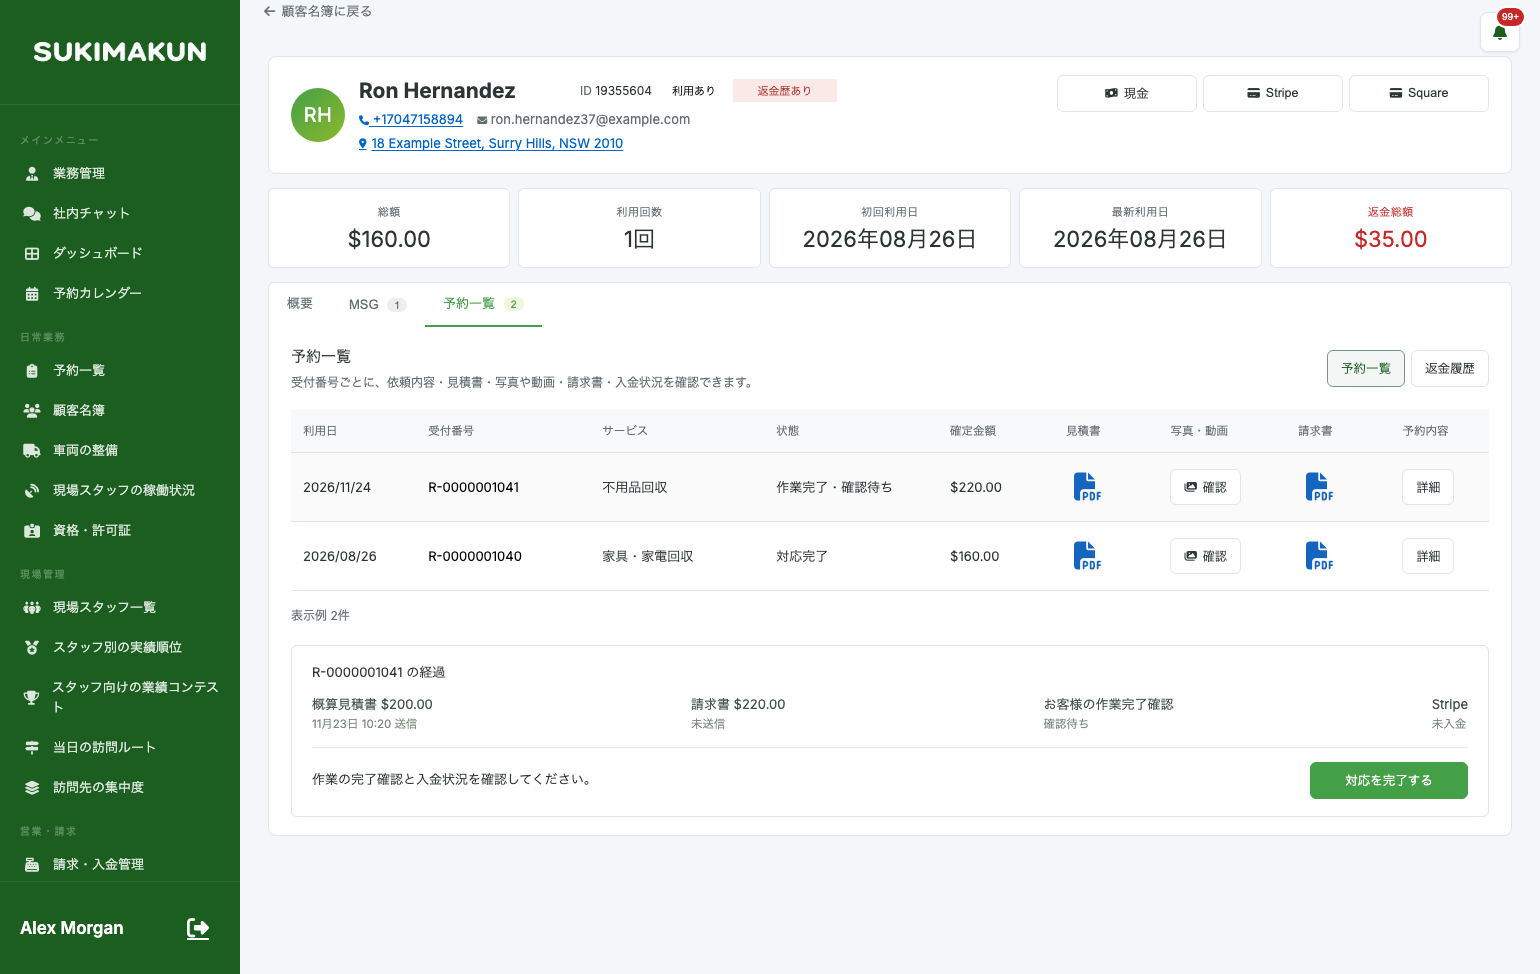 SUKIMAKUN
メインメニュー
業務管理
社内チャット
ダッシュボード
予約カレンダー
日常業務
予約一覧
顧客名簿
車両の整備
現場スタッフの稼働状況
資格・許可証
現場管理
現場スタッフ一覧
スタッフ別の実績順位
スタッフ向けの業績コンテス
ト
当日の訪問ルート
訪問先の集中度
営業・請求
請求・入金管理
Alex Morgan
顧客名簿に戻る
99+
RH
Ron Hernandez ID 19355604 利用あり 返金歴あり
+17047158894 ron.hernandez37@example.com
18 Example Street, Surry Hills, NSW 2010
現金 Stripe Square
総額 利用回数 初回利用日 最新利用日 返金総額
$160.00 1回 2026年08月26日 2026年08月26日 $35.00
概要 MSG 1 予約一覧 2
予約一覧
受付番号ごとに、依頼内容・見積書・写真や動画・請求書・入金状況を確認できます。
予約一覧 返金履歴
利用日 受付番号 サービス 状態 確定金額 見積書 写真・動画 請求書 予約内容
2026/11/24 R-0000001041 不用品回収 作業完了・確認待ち $220.00 PDF 確認 PDF 詳細
2026/08/26 R-0000001040 家具・家電回収 対応完了 $160.00 PDF 確認 PDF 詳細
表示例 2件
R-0000001041 の経過
概算見積書 $200.00 請求書 $220.00 お客様の作業完了確認 Stripe
11月23日 10:20 送信 未送信 確認待ち 未入金
作業の完了確認と入金状況を確認してください。 対応を完了する